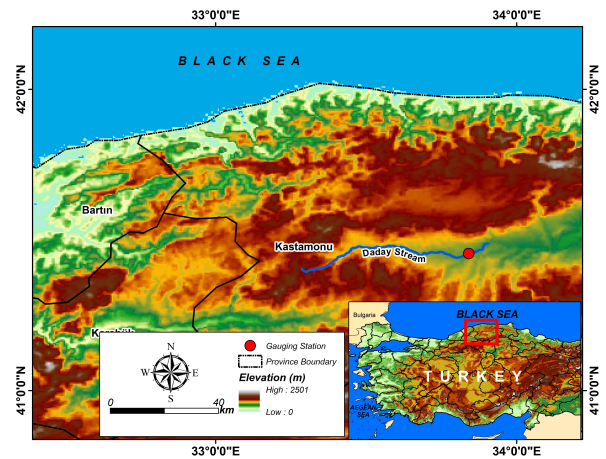 33°0'0"E
34°0'0"E
BLACK SEA
42°0'0"N
42°0'0"N
Bartın
Kastamonu
Daday Stream
BLACK SEA
Bulgaria
TURKEY
AEGEAN
SEA
N
W
E
S
0
40
km
Gauging Station
Province Boundary
Elevation (m)
High : 2501
Low : 0
41°0'0"N
41°0'0"N
33°0'0"E
34°0'0"E